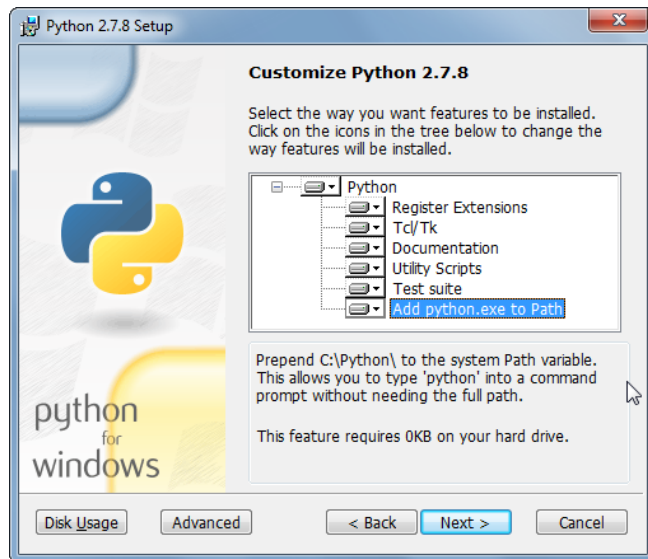 Python 2.7.8 Setup
Customize Python 2.7.8
Select the way you want features to be installed.
Click on the icons in the tree below to change the
way features will be installed.
Python
Register Extensions
Tcl/Tk
Documentation
Utility Scripts
Test suite
Add python.exe to Path
Prepend C:\Python\ to the system Path variable.
This allows you to type 'python' into a command
prompt without needing the full path.
This feature requires 0KB on your hard drive.
python
for
windows
Disk Usage
Advanced
< Back
Next >
Cancel